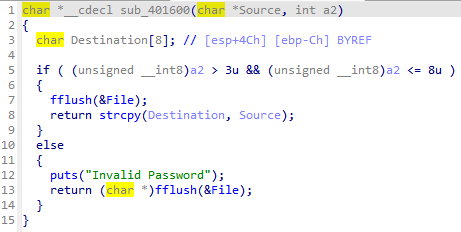 1 char *__cdecl sub_401600(char *Source, int a2)
2 {
3 char Destination[8]; // [esp+4Ch] [ebp-Ch] BYREF
4
5 if ( (unsigned __int8)a2 > 3u && (unsigned __int8)a2 <= 8u )
6 {
7 fflush(&File);
8 return strcpy(Destination, Source);
9 }
10 else
11 {
12 puts("Invalid Password");
13 return (char *)fflush(&File);
14 }
15 }